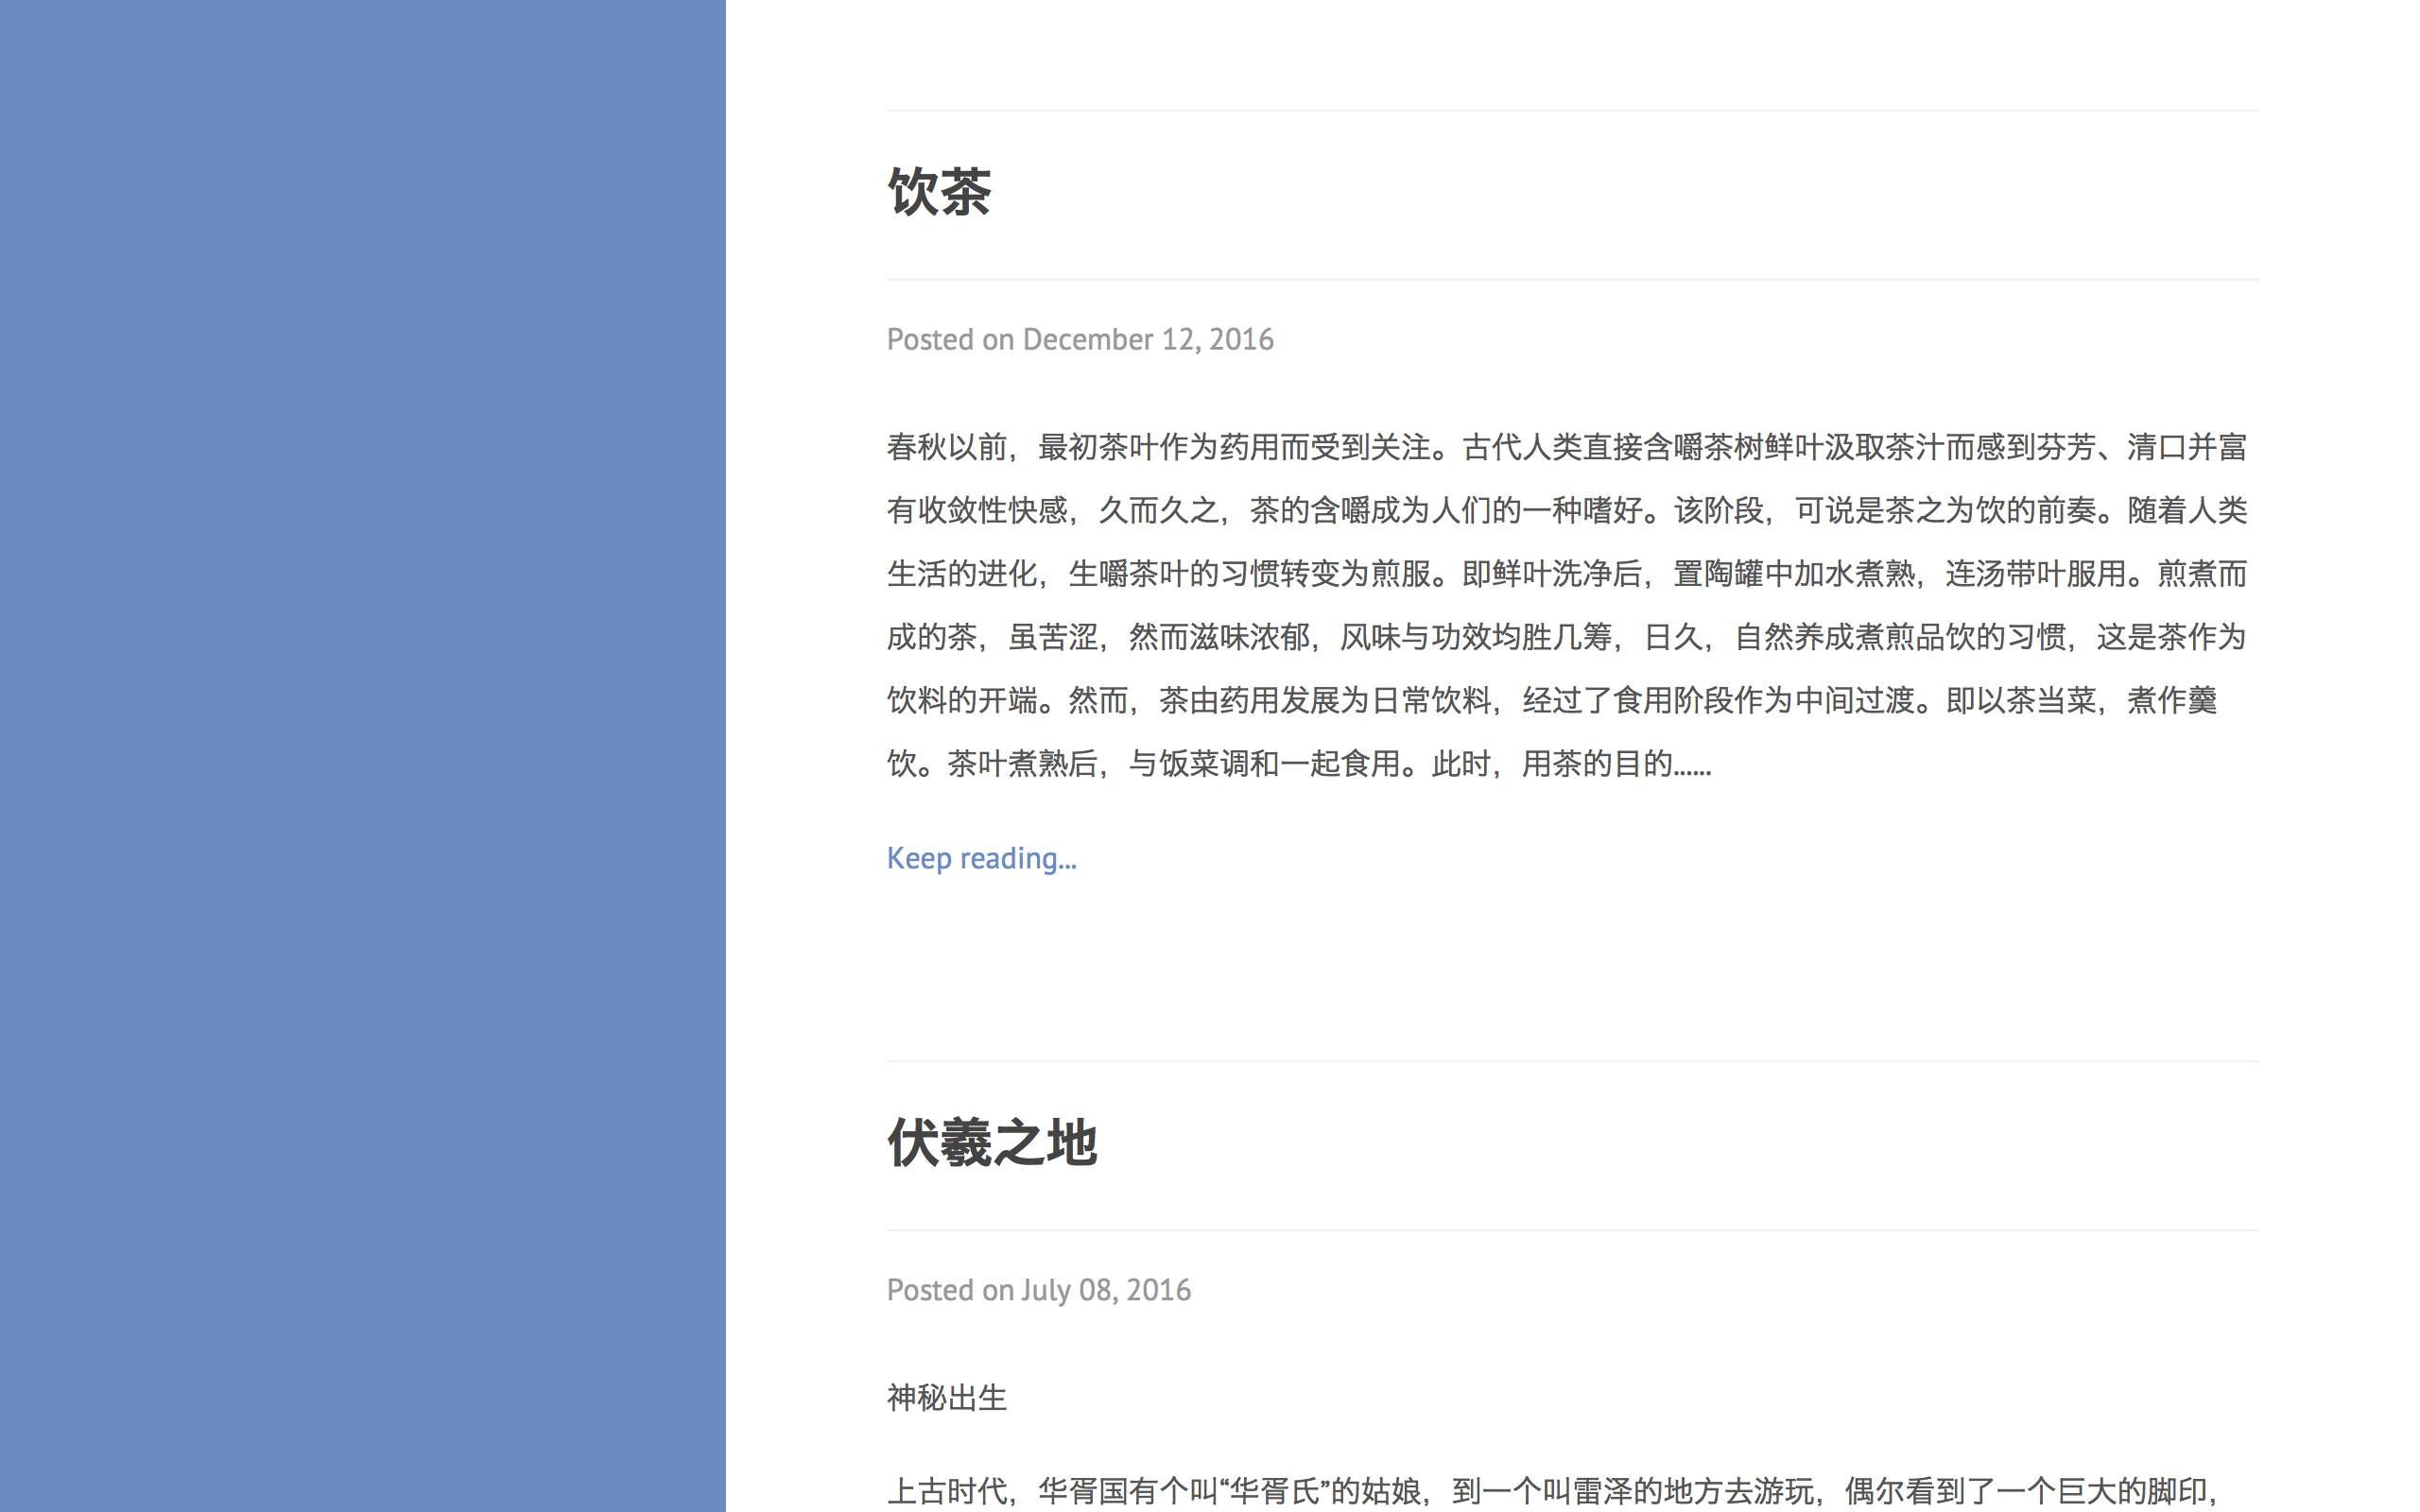 饮茶
Posted on December 12, 2016
春秋以前，最初茶叶作为药用而受到关注。古代人类直接含嚼茶树鲜叶汲取茶汁而感到芬芳、清口并富
有收敛性快感，久而久之，茶的含嚼成为人们的一种嗜好。该阶段，可说是茶之为饮的前奏。随着人类
生活的进化，生嚼茶叶的习惯转变为煎服。即鲜叶洗净后，置陶罐中加水煮熟，连汤带叶服用。煎煮而
成的茶，虽苦涩，然而滋味浓郁，风味与功效均胜几筹，日久，自然养成煮煎品饮的习惯，这是茶作为
饮料的开端。然而，茶由药用发展为日常饮料，经过了食用阶段作为中间过渡。即以茶当菜，煮作羹
饮。茶叶煮熟后，与饭菜调和一起食用。此时，用茶的目的......
Keep reading...
伏羲之地
Posted on July 08, 2016
神秘出生
上古时代，华胥国有个叫“华胥氏”的姑娘，到一个叫雷泽的地方去游玩，偶尔看到了一个巨大的脚印，